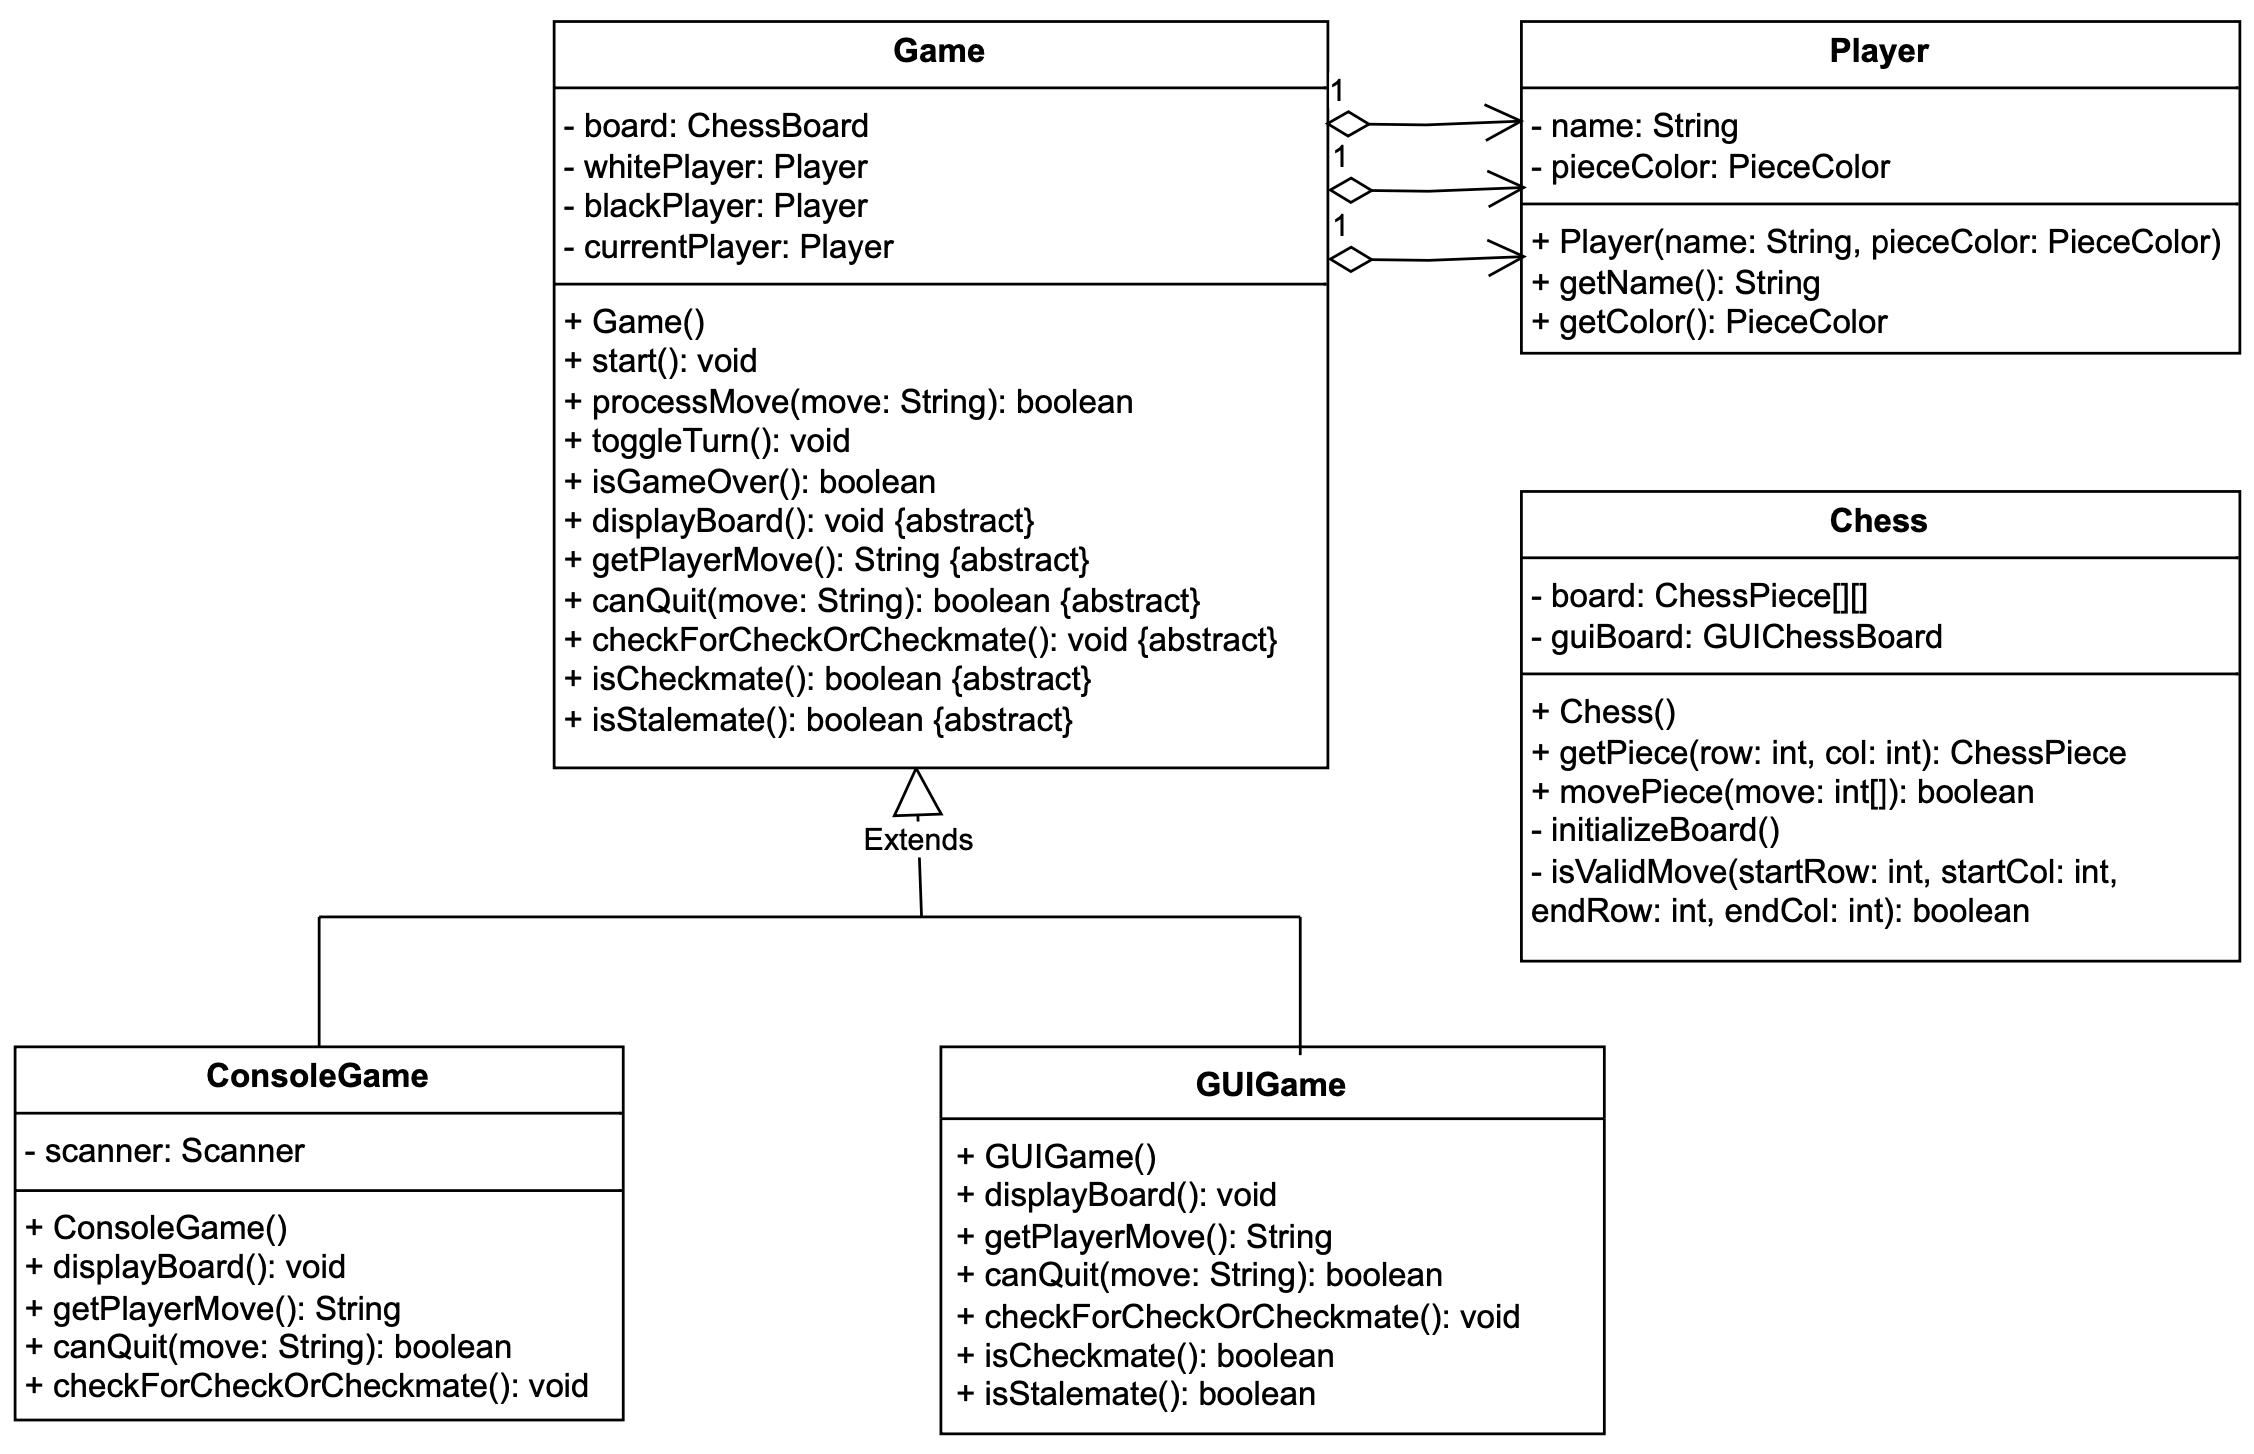 Game
- board: ChessBoard
- whitePlayer: Player
- blackPlayer: Player
- currentPlayer: Player
+ Game()
+ start(): void
+ processMove(move: String): boolean
+ toggleTurn(): void
+ isGameOver(): boolean
+ displayBoard(): void {abstract}
+ getPlayerMove(): String {abstract}
+ canQuit(move: String): boolean {abstract}
+ checkForCheckOrCheckmate(): void {abstract}
+ isCheckmate(): boolean {abstract}
+ isStalemate(): boolean {abstract}
1
1
1
Player
- name: String
- pieceColor: PieceColor
+ Player(name: String, pieceColor: PieceColor)
+ getName(): String
+ getColor(): PieceColor
Chess
- board: ChessPiece[][]
- guiBoard: GUIChessBoard
+ Chess()
+ getPiece(row: int, col: int): ChessPiece
+ movePiece(move: int[]): boolean
- initializeBoard()
- isValidMove(startRow: int, startCol: int,
endRow: int, endCol: int): boolean
Extends
ConsoleGame
- scanner: Scanner
+ ConsoleGame()
+ displayBoard(): void
+ getPlayerMove(): String
+ canQuit(move: String): boolean
+ checkForCheckOrCheckmate(): void
GUIGame
+ GUIGame()
+ displayBoard(): void
+ getPlayerMove(): String
+ canQuit(move: String): boolean
+ checkForCheckOrCheckmate(): void
+ isCheckmate(): boolean
+ isStalemate(): boolean